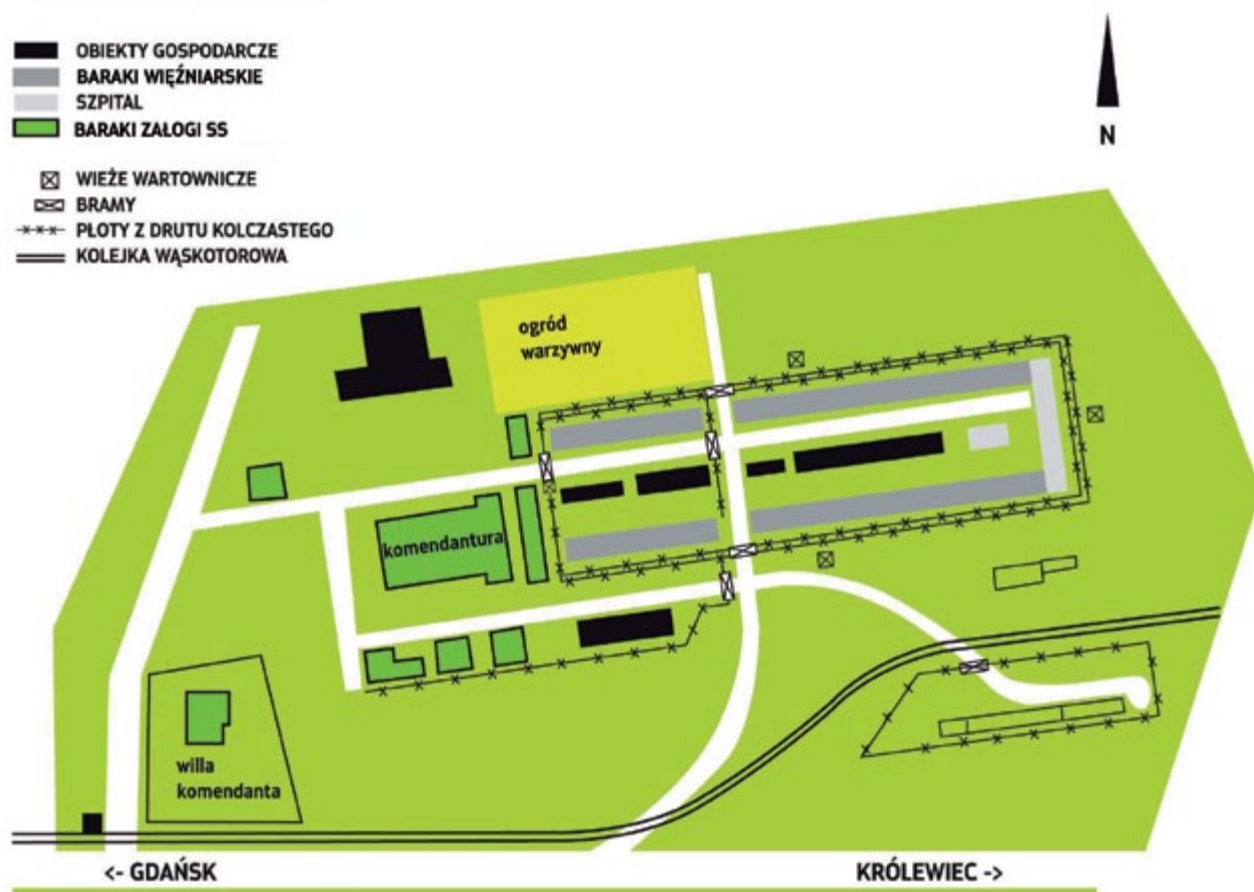 OBIEKTY GOSPODARCZE
BARAKI WIĘŹNIARSKIE
SZPITAL
BARAKI ZAŁOGI SS
WIEŻE WARTOWNICZE
BRAMY
PŁOTY Z DRUTU KOLCZASTEGO
KOLEJKA WĄSKOTOROWA
N
ogród
warzywny
komendantura
willa
komendanta
<- GDAŃSK
KRÓLEWIEC ->